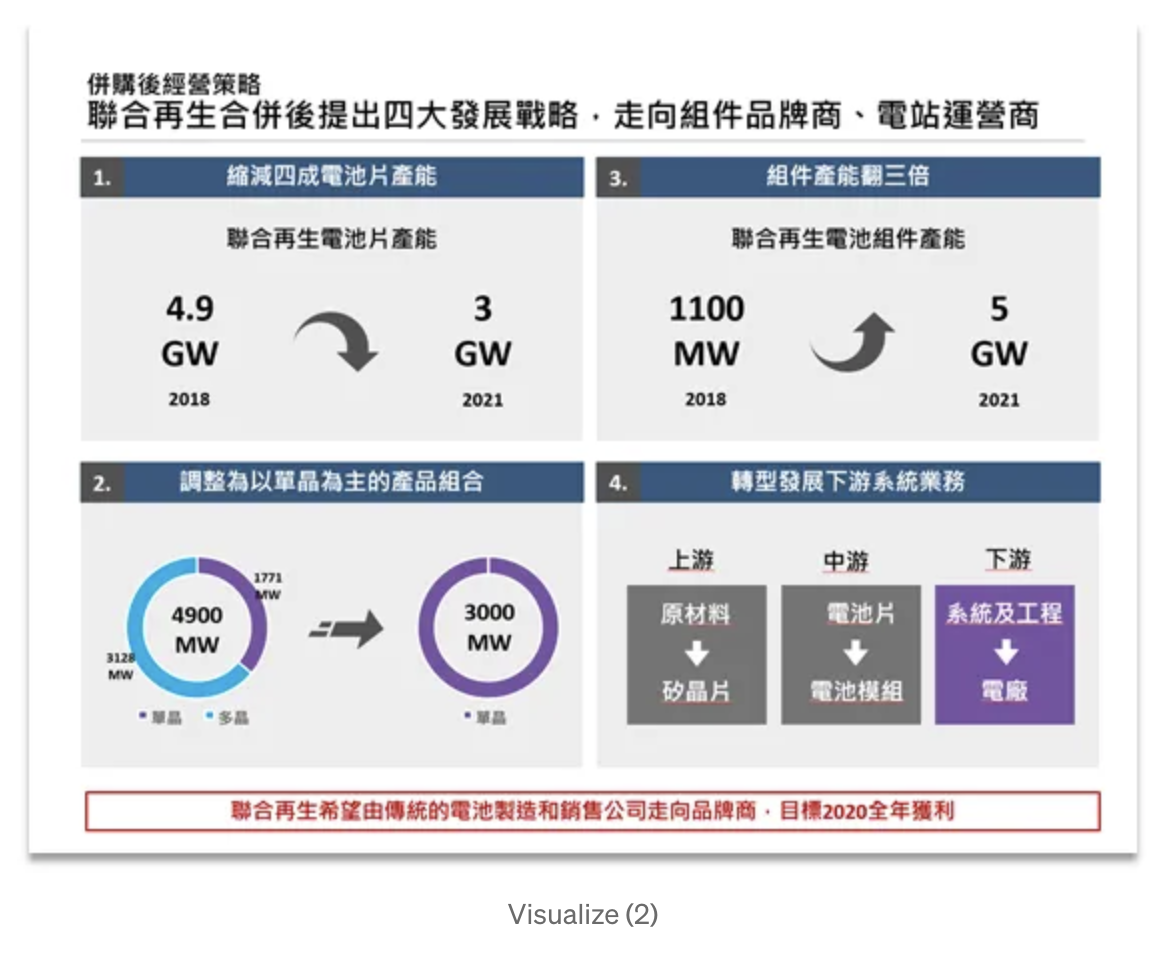 併購後經營策略
聯合再生合併後提出四大發展戰略，走向組件品牌商、電站運營商
1. 縮減四成電池片產能
聯合再生電池片產能
4.9 3
GW GW
2018 2021
3. 組件產能翻三倍
聯合再生電池組件產能
1100 5
MW GW
2018 2021
2. 調整為以單晶為主的產品組合
1771
MW
4900
MW
3128
MW
單晶 多晶
3000
MW
單晶
4. 轉型發展下游系統業務
上游 中游 下游
原材料 電池片 系統及工程
矽晶片 電池模組 電廠
聯合再生希望由傳統的電池製造和銷售公司走向品牌商，目標2020全年獲利
Visualize (2)